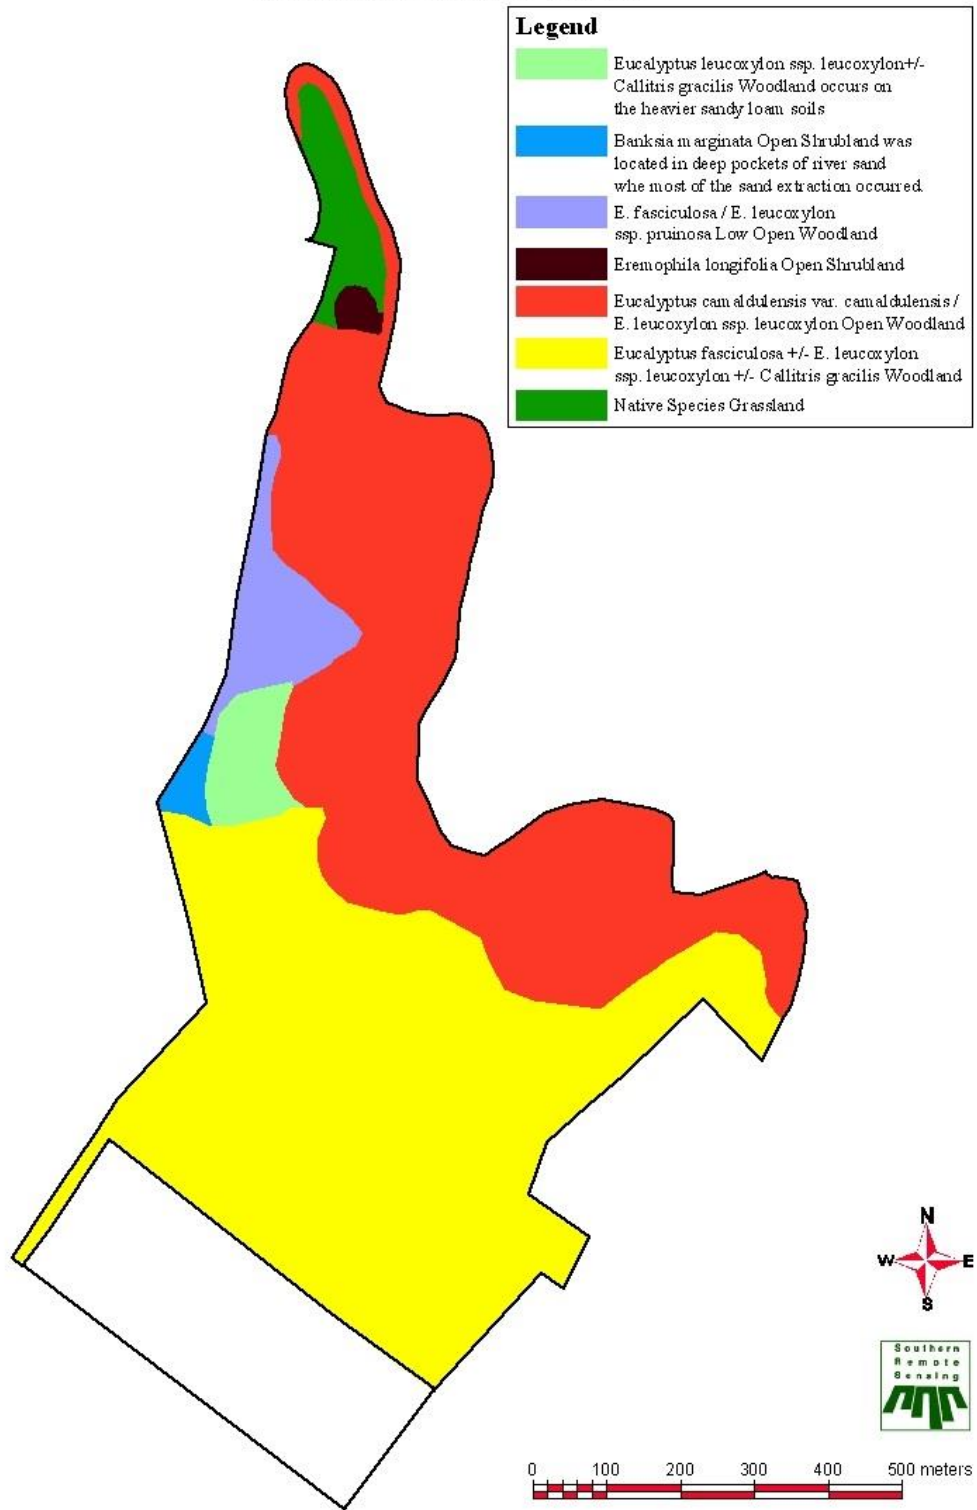 Legend
Eucalyptus leucoxylon ssp. leucoxylon+/-
Callitris gracilis Woodland occurs on
the heavier sandy loam soils
Banksia marginata Open Shrubland was
located in deep pockets of river sand
whe most of the sand extraction occurred.
E. fasciculosa / E. leucoxylon
ssp. pruinosa Low Open Woodland
Eremophila longifolia Open Shrubland
Eucalyptus camaldulensis var. camaldulensis /
E. leucoxylon ssp. leucoxylon Open Woodland
Eucalyptus fasciculosa +/- E. leucoxylon
ssp. leucoxylon +/- Callitris gracilis Woodland
Native Species Grassland
N
W E
S
Southern
Remote
Sensing
0 100 200 300 400 500 meters